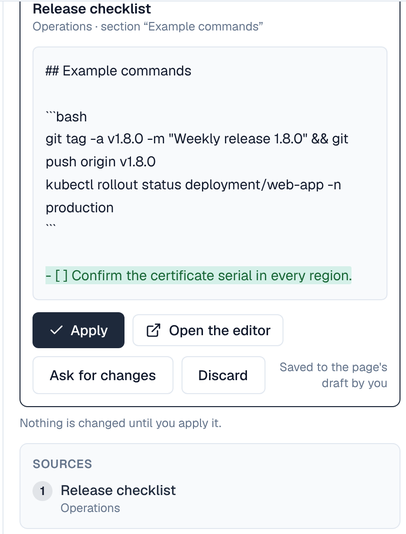 Release checklist
Operations · section “Example commands”
## Example commands
```bash
git tag -a v1.8.0 -m "Weekly release 1.8.0" && git
push origin v1.8.0
kubectl rollout status deployment/web-app -n
production
```
- [ ] Confirm the certificate serial in every region.
Apply
Open the editor
Ask for changes
Discard
Saved to the page's
draft by you
Nothing is changed until you apply it.
SOURCES
1 Release checklist
Operations